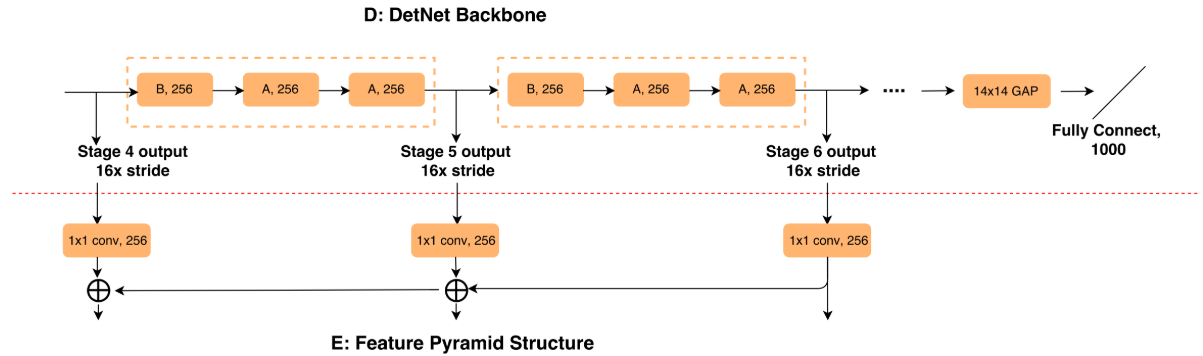 D: DetNet Backbone
B, 256
A, 256
A, 256
B, 256
A, 256
A, 256
....
14x14 GAP
Fully Connect,
1000
Stage 4 output
16x stride
Stage 5 output
16x stride
Stage 6 output
16x stride
1x1 conv, 256
1x1 conv, 256
1x1 conv, 256
E: Feature Pyramid Structure